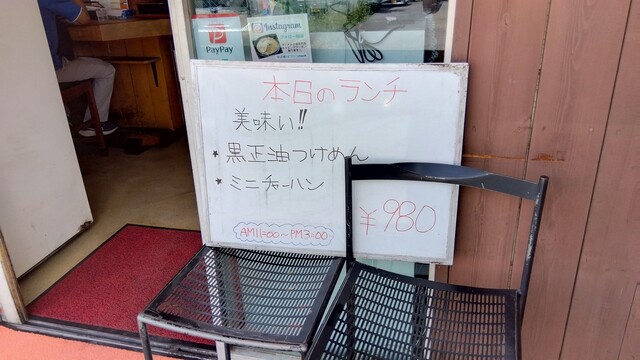 PayPay
Instagram
本日のランチ
美味い!!
★ 黒正油つけめん
★ ミニチャーハン
¥980
AM11:00〜PM3:00